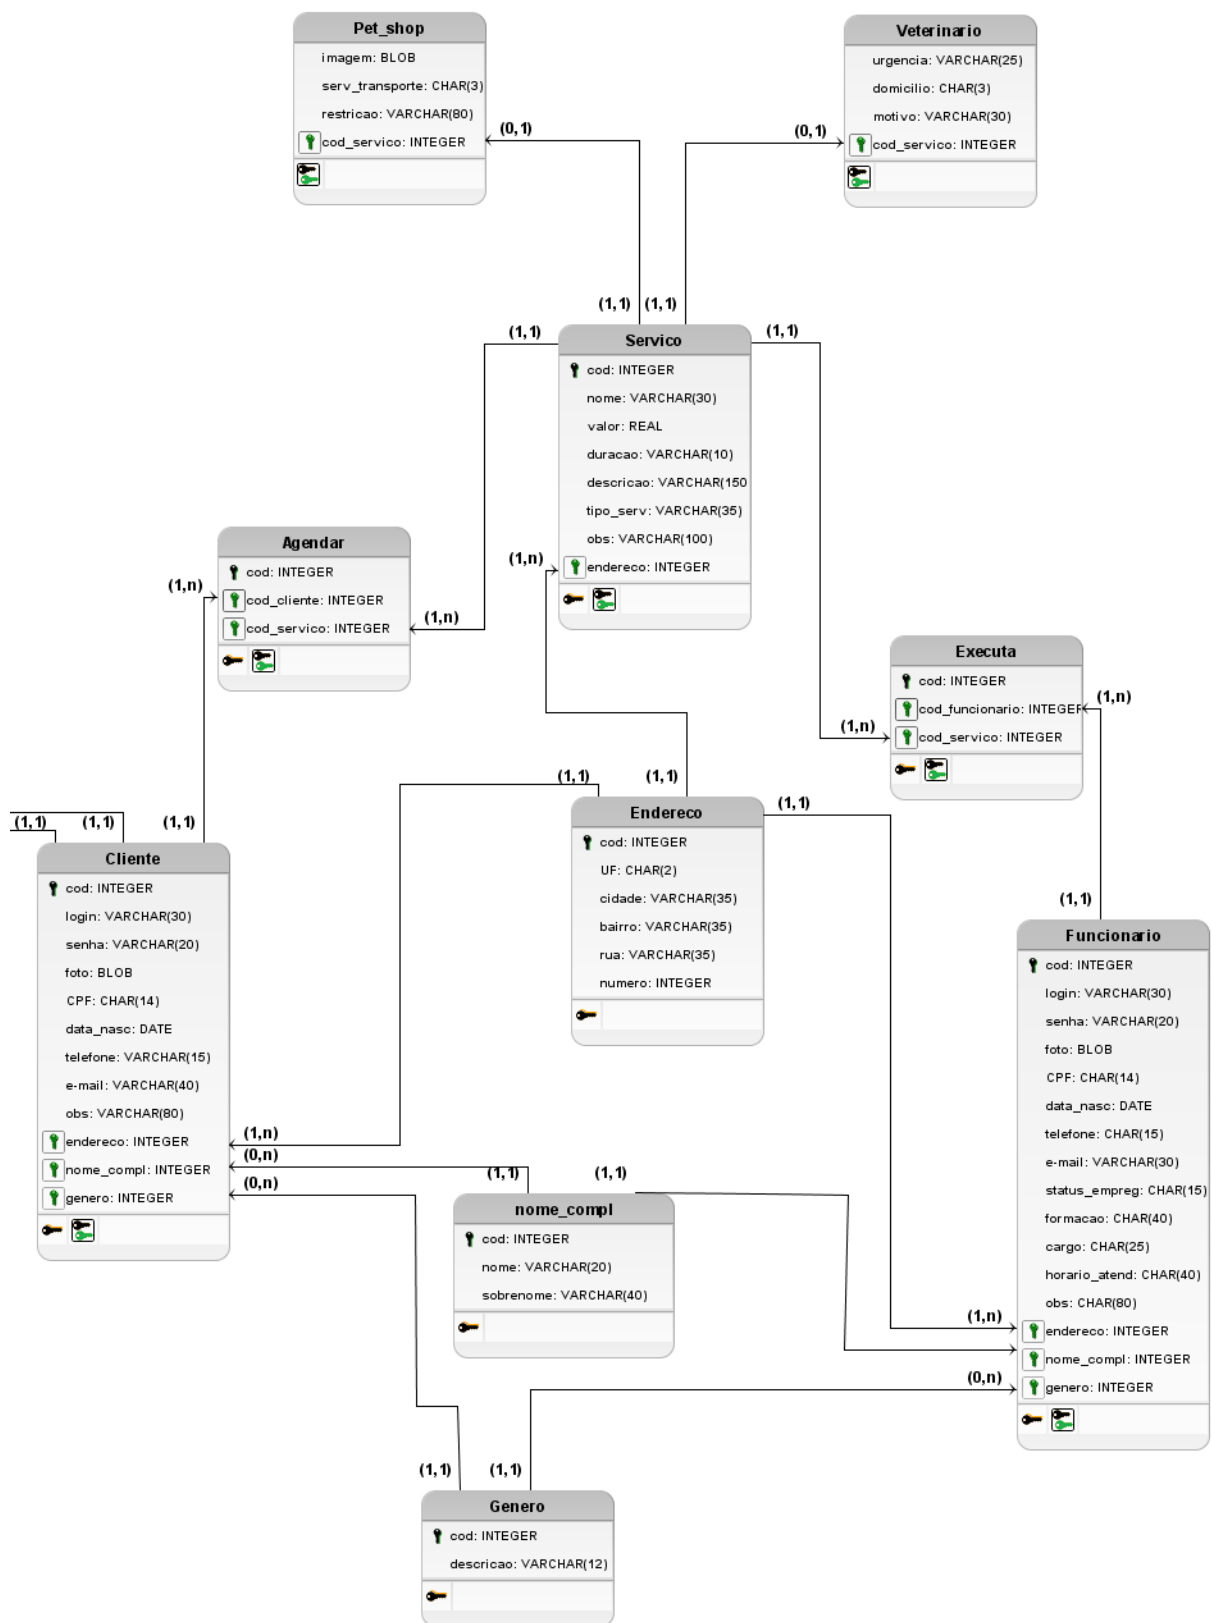 Pet_shop
imagem: BLOB
serv_transporte: CHAR(3)
restricao: VARCHAR(80)
cod_servico: INTEGER
(0,1)
Veterinario
urgencia: VARCHAR(25)
domicilio: CHAR(3)
motivo: VARCHAR(30)
cod_servico: INTEGER
(0,1)
(1,1)
(1,1)
(1,1)
(1,1)
Servico
cod: INTEGER
nome: VARCHAR(30)
valor: REAL
duracao: VARCHAR(10)
descricao: VARCHAR(150
tipo_serv: VARCHAR(35)
obs: VARCHAR(100)
endereco: INTEGER
(1,n)
Agendar
cod: INTEGER
cod_cliente: INTEGER
cod_servico: INTEGER
(1,n)
(1,n)
Executa
cod: INTEGER
cod_funcionario: INTEGER
cod_servico: INTEGER
(1,n)
(1,n)
(1,1)
(1,1)
(1,1)
Endereco
cod: INTEGER
UF: CHAR(2)
cidade: VARCHAR(35)
bairro: VARCHAR(35)
rua: VARCHAR(35)
numero: INTEGER
(1,1)
(1,1)
(1,1)
Cliente
cod: INTEGER
login: VARCHAR(30)
senha: VARCHAR(20)
foto: BLOB
CPF: CHAR(14)
data_nasc: DATE
telefone: VARCHAR(15)
e-mail: VARCHAR(40)
obs: VARCHAR(80)
endereco: INTEGER
nome_compl: INTEGER
genero: INTEGER
(1,n)
(0,n)
(0,n)
(1,1)
Funcionario
cod: INTEGER
login: VARCHAR(30)
senha: VARCHAR(20)
foto: BLOB
CPF: CHAR(14)
data_nasc: DATE
telefone: CHAR(15)
e-mail: VARCHAR(30)
status_empreg: CHAR(15)
formacao: CHAR(40)
cargo: CHAR(25)
horario_atend: CHAR(40)
obs: CHAR(80)
endereco: INTEGER
nome_compl: INTEGER
genero: INTEGER
(1,n)
(0,n)
(1,1)
(1,1)
nome_compl
cod: INTEGER
nome: VARCHAR(20)
sobrenome: VARCHAR(40)
(1,1)
(1,1)
Genero
cod: INTEGER
descricao: VARCHAR(12)